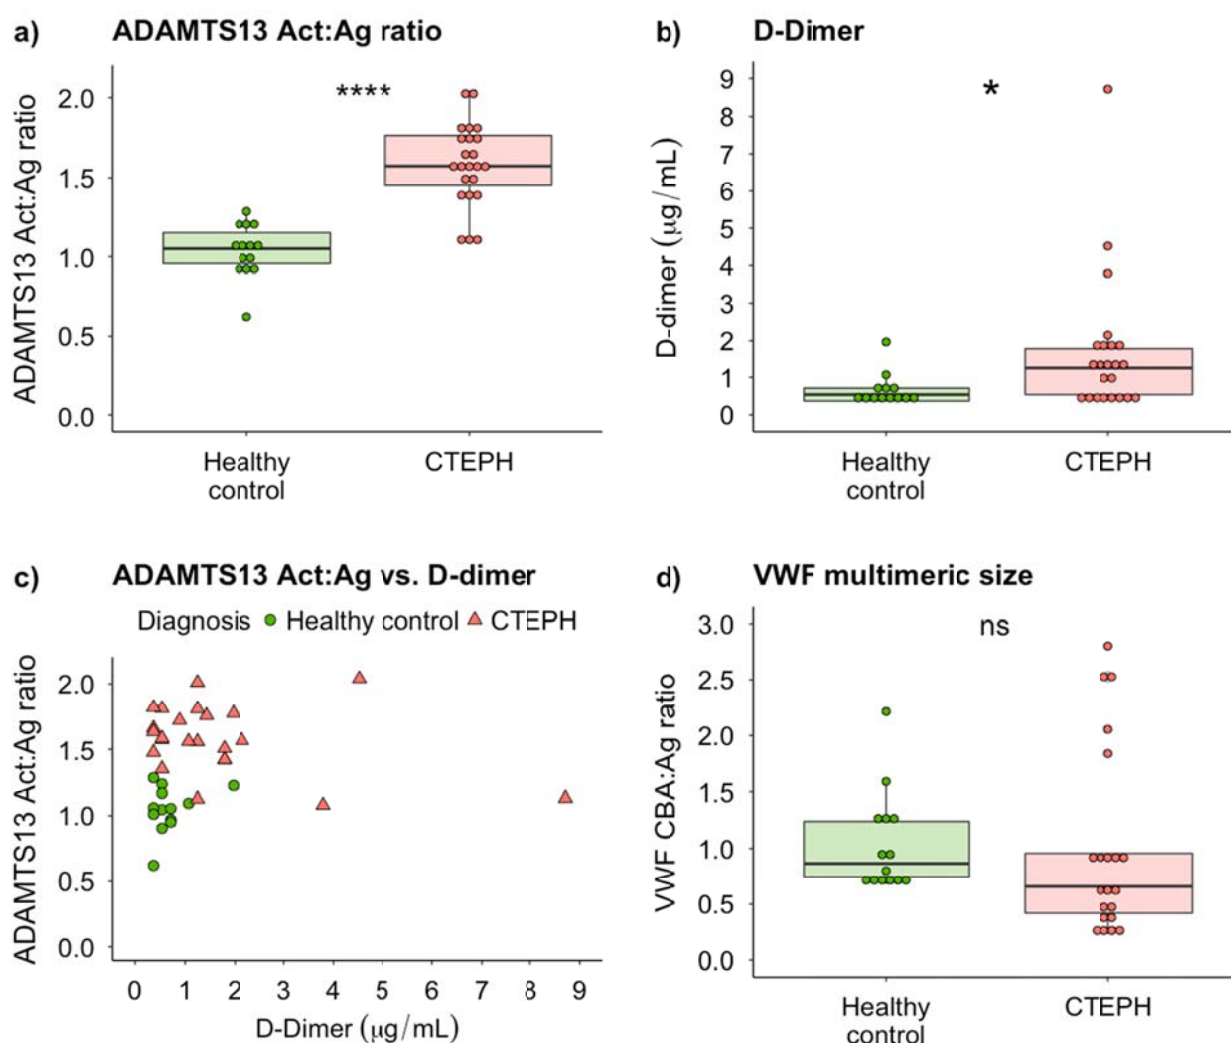 a) ADAMTS13 Act:Ag ratio
ADAMTS13 Act:Ag ratio
2.0
1.5
1.0
0.5
0.0
****
Healthy
control
CTEPH
b) D-Dimer
D-dimer (μg/mL)
9
8
7
6
5
4
3
2
1
0
*
Healthy
control
CTEPH
c) ADAMTS13 Act:Ag vs. D-dimer
Diagnosis Healthy control CTEPH
ADAMTS13 Act:Ag ratio
2.0
1.5
1.0
0.5
0.0
0 1 2 3 4 5 6 7 8 9
D-Dimer (μg/mL)
d) VWF multimeric size
VWF CBA:Ag ratio
3.0
2.5
2.0
1.5
1.0
0.5
0.0
ns
Healthy
control
CTEPH